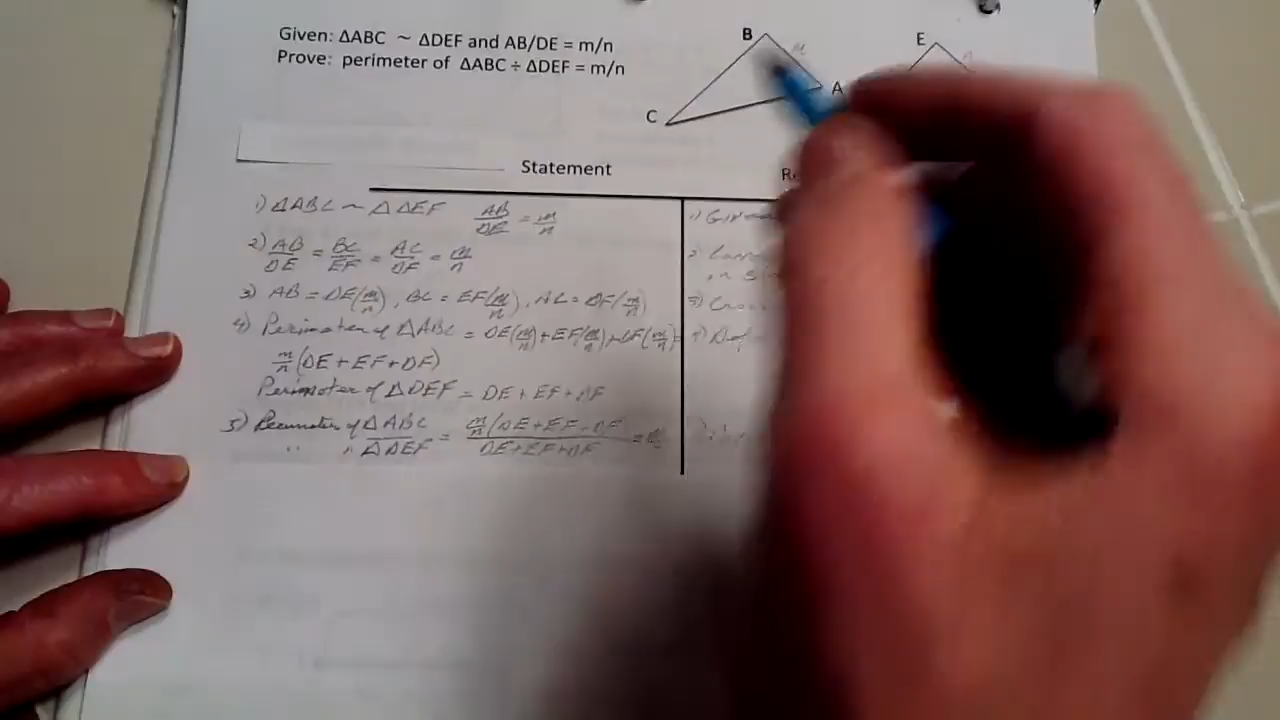 Given: ΔABC ~ ΔDEF and AB/DE = m/n
Prove: perimeter of ΔABC ÷ ΔDEF = m/n
B
E
A
C
Statement
1) ΔABC ~ ΔDEF AB/DE = m/n
2) AB/DE = BC/EF = AC/DF = m/n
3) AB = DE(m/n), BC = EF(m/n), AC = DF(m/n)
4) Perimeter of ΔABC = DE(m/n)+EF(m/n)+DF(m/n) =
m/n(DE+EF+DF)
Perimeter of ΔDEF = DE+EF+DF
5) Perimeter of ΔABC / " " ΔDEF = m/n(DE+EF+DF / DE+EF+DF =